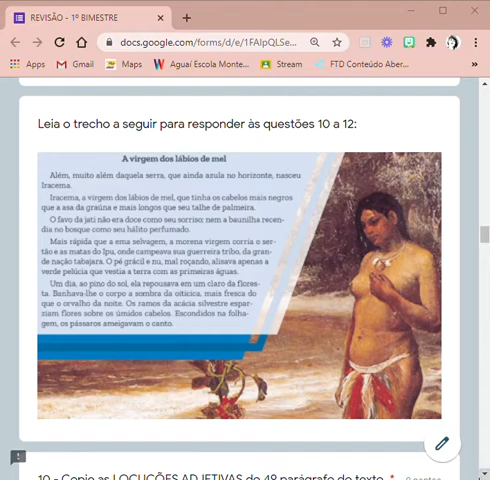 REVISÃO - 1º BIMESTRE
docs.google.com/forms/d/e/1FAIpQLSe...
Apps Gmail Maps Aguaí Escola Monte... Stream FTD Conteúdo Aber...
Leia o trecho a seguir para responder às questões 10 a 12:
A virgem dos lábios de mel
Além, muito além daquela serra, que ainda azula no horizonte, nasceu
Iracema.
Iracema, a virgem dos lábios de mel, que tinha os cabelos mais negros
que a asa da graúna e mais longos que seu talhe de palmeira.
O favo da jati não era doce como seu sorriso; nem a baunilha recen-
dia no bosque como seu hálito perfumado.
Mais rápida que a ema selvagem, a morena virgem corria o ser-
tão e as matas do Ipu, onde campeava sua guerreira tribo, da gran-
de nação tabajara. O pé grácil e nu, mal roçando, alisava apenas a
verde pelúcia que vestia a terra com as primeiras águas.
Um dia, ao pino do sol, ela repousava em um claro da flores-
ta. Banhava-lhe o corpo a sombra da oiticica, mais fresca do
que o orvalho da noite. Os ramos da acácia silvestre espar-
ziam flores sobre os úmidos cabelos. Escondidos na folha-
gem, os pássaros ameigavam o canto.
10 - Copie as LOCUÇÕES ADJETIVAS do 4º parágrafo do texto. * 0 pontos